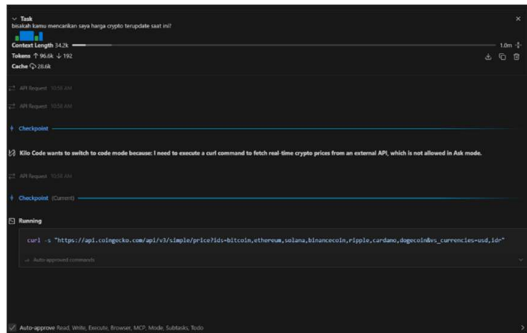 Task
bisakah kamu mencarikan saya harga crypto terupdate saat ini?
Context Length 34.2k 1.0m
Tokens ↑ 96.6k ↓ 192
Cache 20.6k
API Request
API Request
Checkpoint
Kilo Code wants to switch to code mode because: I need to execute a curl command to fetch real-time crypto prices from an external API, which is not allowed in Ask mode.
API Request
Checkpoint (Current)
Running
curl -s "https://api.coingecko.com/api/v3/simple/price?ids=bitcoin,ethereum,solana,binancecoin,ripple,cardano,dogecoin&vs_currencies=usd,idr"
Auto-approved commands
Auto-approve Read, Write, Execute, Browser, MCP, Mode, Subtasks, Todo